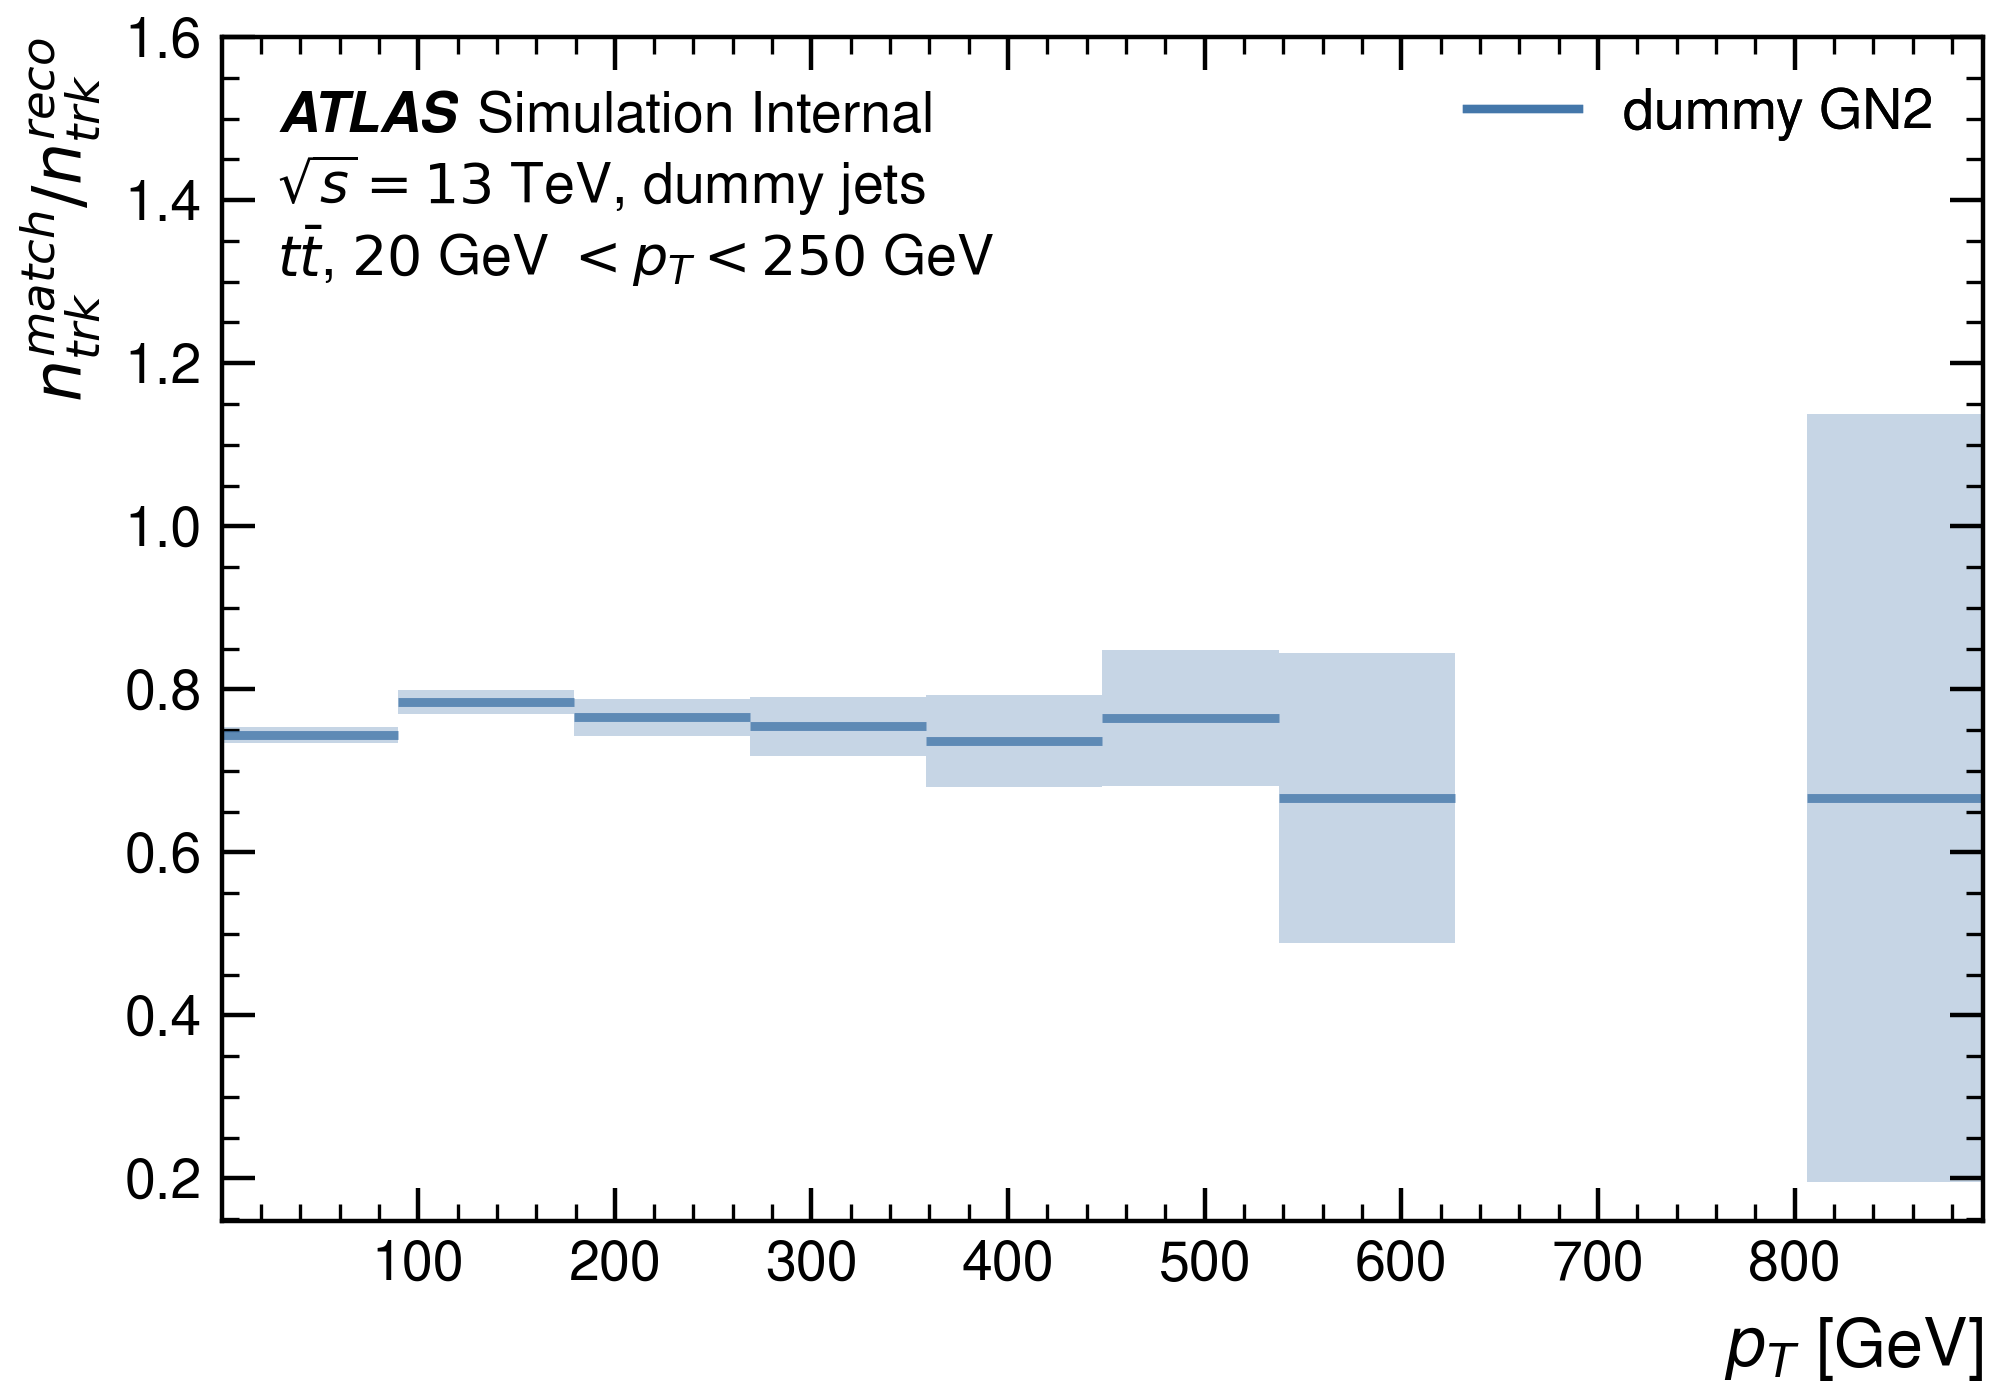 ATLAS Simulation Internal
√s = 13 TeV, dummy jets
tt̄, 20 GeV < p_T < 250 GeV
dummy GN2
n_trk^match/n_trk^reco
1.6
1.4
1.2
1.0
0.8
0.6
0.4
0.2
100 200 300 400 500 600 700 800
p_T [GeV]